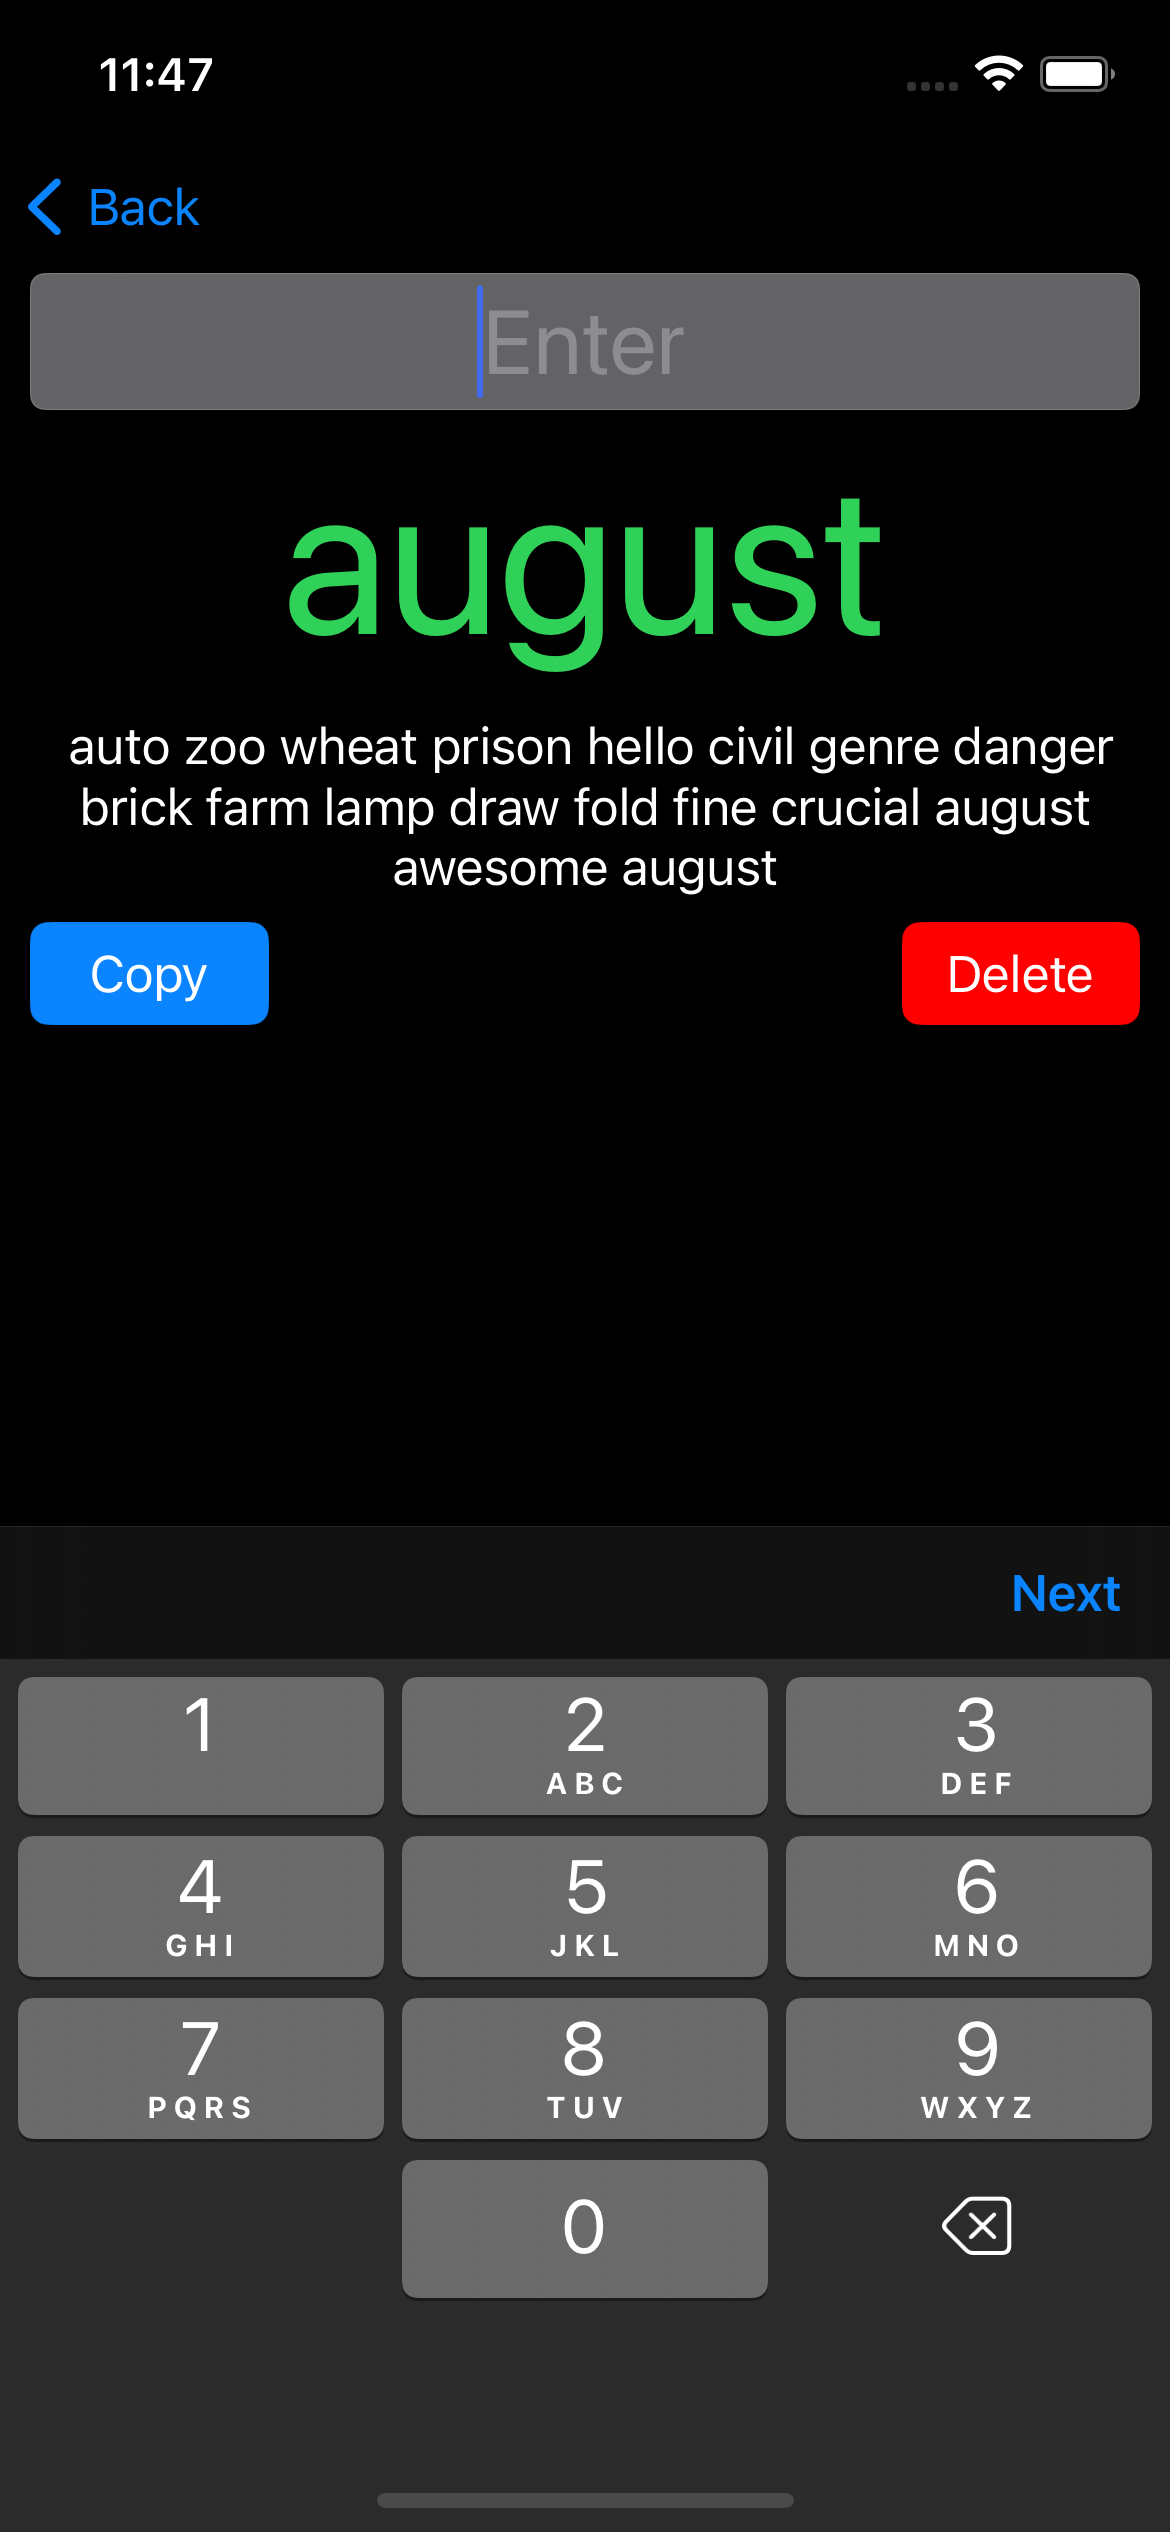 11:47
Back
Enter
august
auto zoo wheat prison hello civil genre danger
brick farm lamp draw fold fine crucial august
awesome august
Copy
Delete
Next
1
2
ABC
3
DEF
4
GHI
5
JKL
6
MNO
7
PQRS
8
TUV
9
WXYZ
0